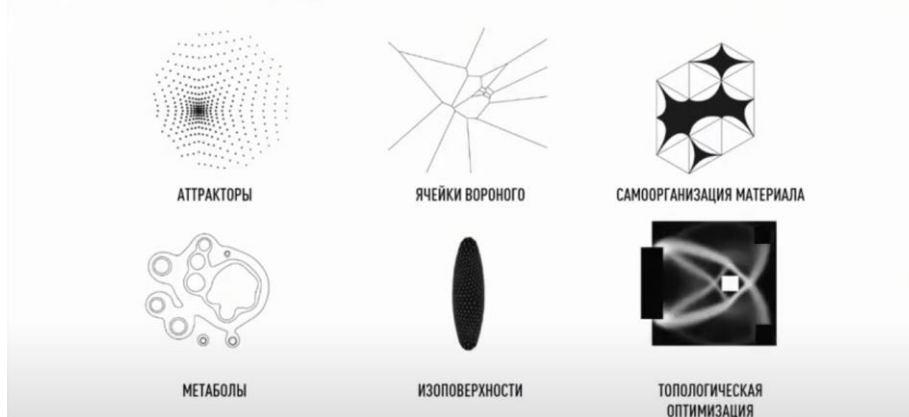 АТТРАКТОРЫ
ЯЧЕЙКИ ВОРОНОГО
САМООРГАНИЗАЦИЯ МАТЕРИАЛА
МЕТАБОЛЫ
ИЗОПОВЕРХНОСТИ
ТОПОЛОГИЧЕСКАЯ
ОПТИМИЗАЦИЯ